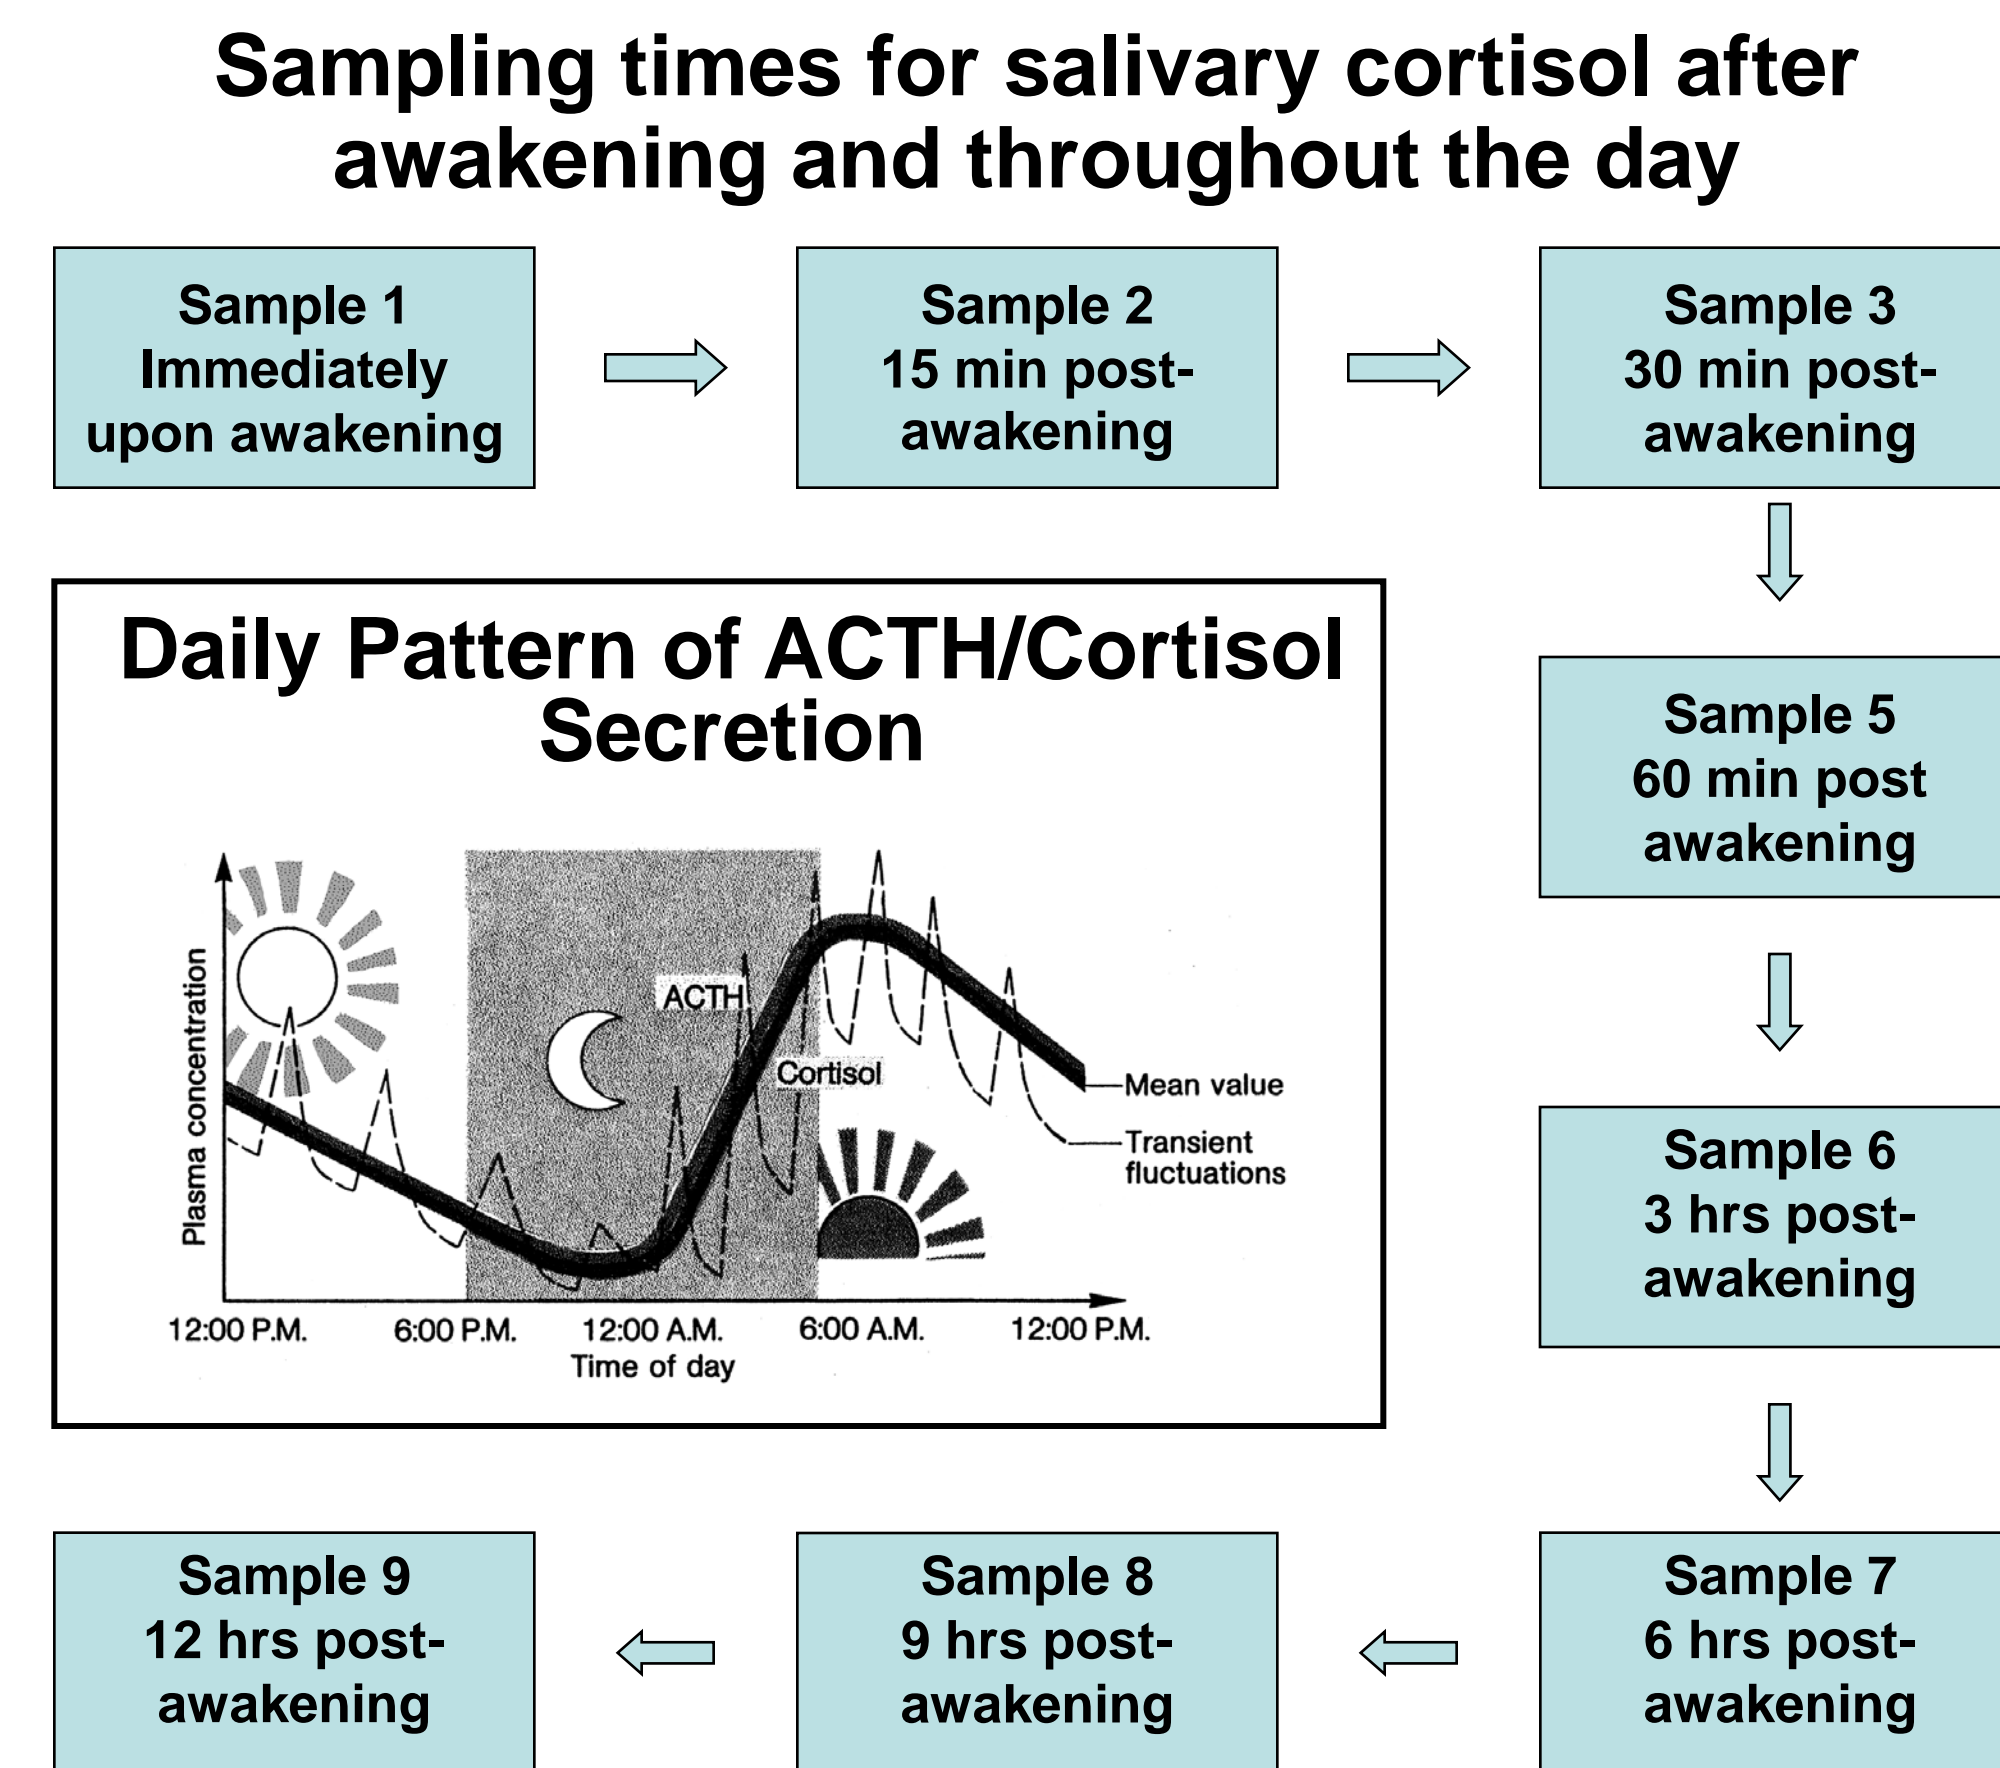 Sampling times for salivary cortisol after
awakening and throughout the day
Sample 1
Immediately
upon awakening
Sample 2
15 min post-
awakening
Sample 3
30 min post-
awakening
Sample 5
60 min post
awakening
Sample 6
3 hrs post-
awakening
Sample 7
6 hrs post-
awakening
Sample 8
9 hrs post-
awakening
Sample 9
12 hrs post-
awakening
Daily Pattern of ACTH/Cortisol
Secretion
Plasma concentration
ACTH
Cortisol
Mean value
Transient
fluctuations
12:00 P.M. 6:00 P.M. 12:00 A.M. 6:00 A.M. 12:00 P.M.
Time of day